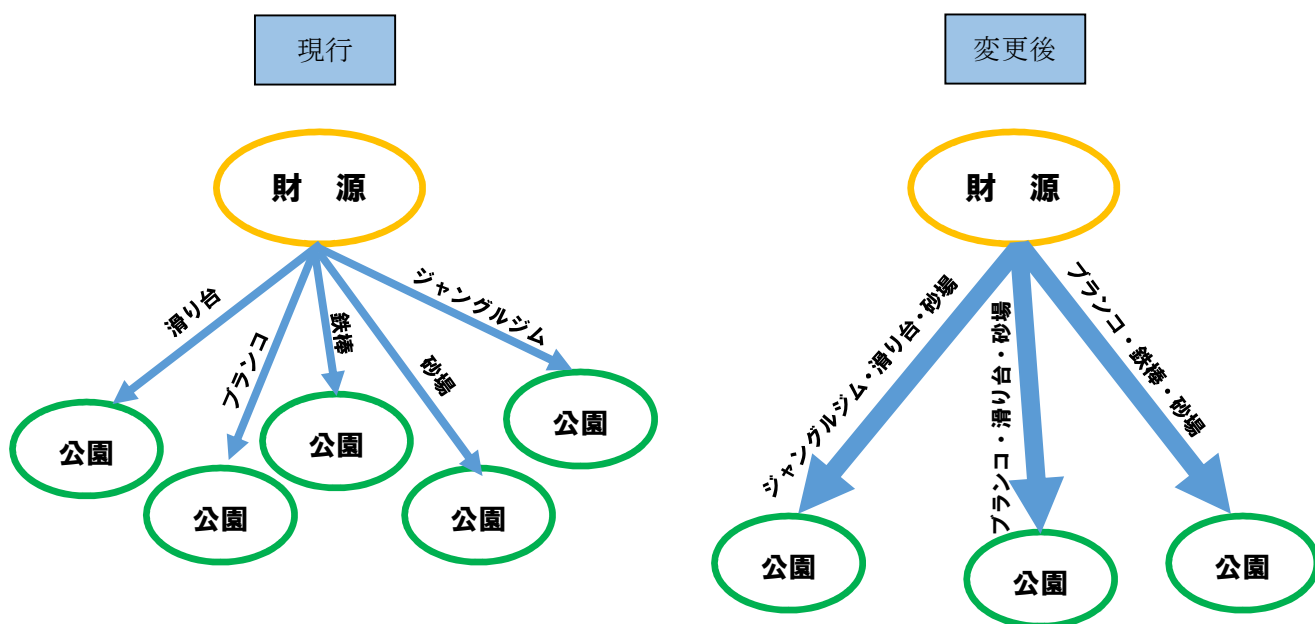 現行
財　源
滑り台
ブランコ
鉄棒
砂場
ジャングルジム
公園
公園
公園
公園
公園
変更後
財　源
ジャングルジム・滑り台・砂場
ブランコ・滑り台・砂場
ブランコ・鉄棒・砂場
公園
公園
公園